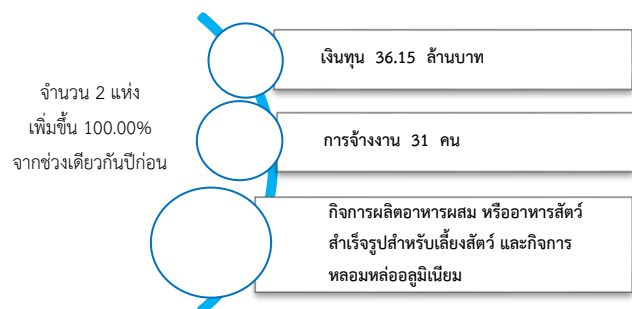 จำนวน 2 แห่ง
เพิ่มขึ้น 100.00%
จากช่วงเดียวกันปีก่อน
เงินทุน 36.15 ล้านบาท
การจ้างงาน 31 คน
กิจการผลิตอาหารผสม หรืออาหารสัตว์
สำเร็จรูปสำหรับเลี้ยงสัตว์ และกิจการ
หลอมหล่ออลูมิเนียม